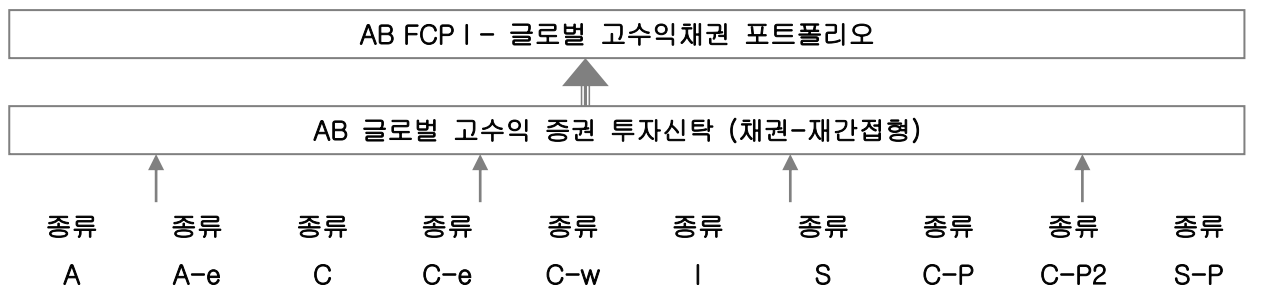 AB FCP I - 글로벌 고수익채권 포트폴리오
AB 글로벌 고수익 증권 투자신탁 (채권-재간접형)
종류 종류 종류 종류 종류 종류 종류 종류 종류 종류
A A-e C C-e C-w I S C-P C-P2 S-P